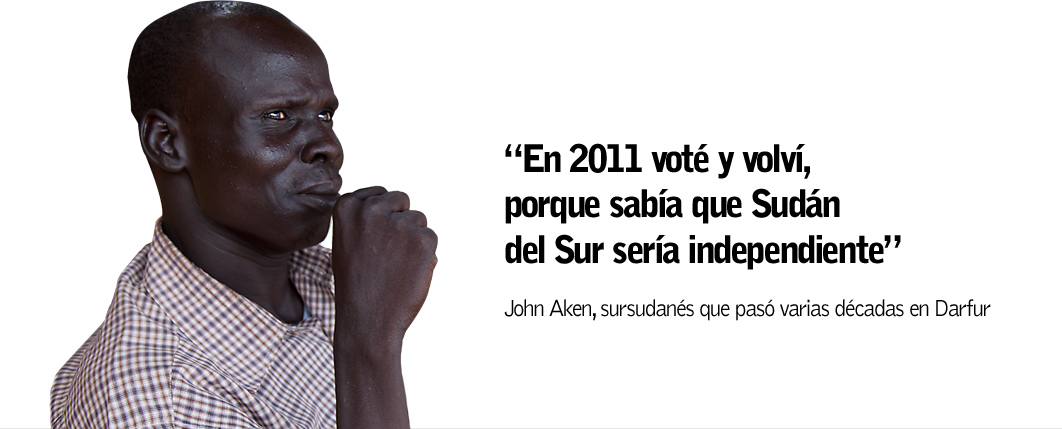 “En 2011 voté y volví,
porque sabía que Sudán
del Sur sería independiente”
John Aken, sursudanés que pasó varias décadas en Darfur